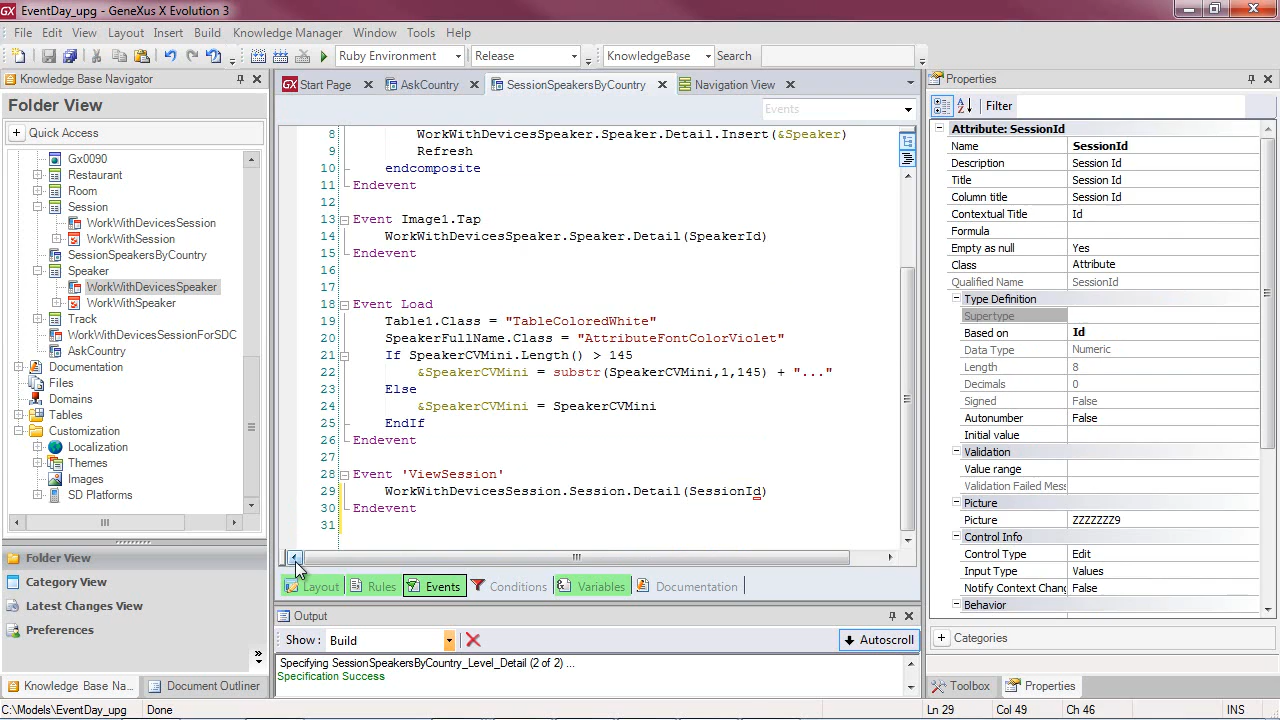 EventDay_upg - GeneXus X Evolution 3
File Edit View Layout Insert Build Knowledge Manager Window Tools Help
Ruby Environment Release KnowledgeBase Search
Knowledge Base Navigator
Folder View
Quick Access
Gx0090
Restaurant
Room
Session
WorkWithDevicesSession
WorkWithSession
SessionSpeakersByCountry
Speaker
WorkWithDevicesSpeaker
WorkWithSpeaker
Track
WorkWithDevicesSessionForSDC
AskCountry
Documentation
Files
Domains
Tables
Customization
Localization
Themes
Images
SD Platforms
Folder View
Category View
Latest Changes View
Preferences
Knowledge Base Na... Document Outliner
Start Page AskCountry SessionSpeakersByCountry Navigation View
Events
8 WorkWithDevicesSpeaker.Speaker.Detail.Insert(&Speaker)
9 Refresh
10 endcomposite
11 Endevent
12
13 Event Image1.Tap
14 WorkWithDevicesSpeaker.Speaker.Detail(SpeakerId)
15 Endevent
16
17
18 Event Load
19 Table1.Class = "TableColoredWhite"
20 SpeakerFullName.Class = "AttributeFontColorViolet"
21 If SpeakerCVMini.Length() > 145
22 &SpeakerCVMini = substr(SpeakerCVMini,1,145) + "..."
23 Else
24 &SpeakerCVMini = SpeakerCVMini
25 EndIf
26 Endevent
27
28 Event 'ViewSession'
29 WorkWithDevicesSession.Session.Detail(SessionId)
30 Endevent
31
Layout Rules Events Conditions Variables Documentation
Output
Show: Build Autoscroll
Specifying SessionSpeakersByCountry_Level_Detail (2 of 2) ...
Specification Success
Properties
Filter
Attribute: SessionId
Name SessionId
Description Session Id
Title Session Id
Column title Session Id
Contextual Title Id
Formula
Empty as null Yes
Class Attribute
Qualified Name SessionId
Type Definition
Supertype
Based on Id
Data Type Numeric
Length 8
Decimals 0
Signed False
Autonumber False
Initial value
Validation
Value range
Validation Failed Mess
Picture
Picture ZZZZZZZ9
Control Info
Control Type Edit
Input Type Values
Notify Context Chang False
Behavior
Categories
Toolbox Properties
C:\Models\EventDay_upg Done Ln 29 Col 49 Ch 46 INS